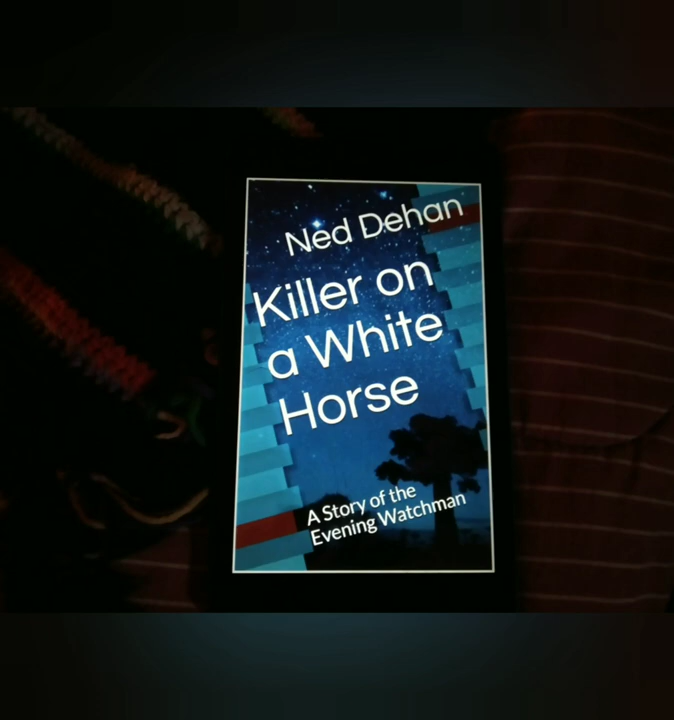 Ned Dehan
Killer on
a White
Horse
A Story of the
Evening Watchman